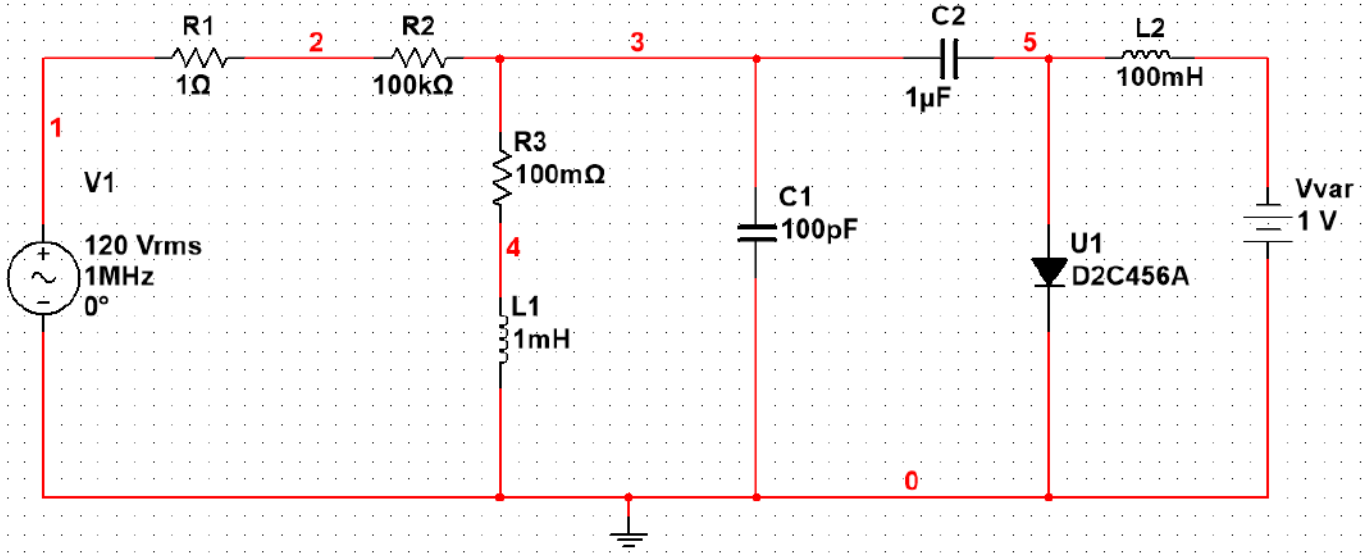 R1
1Ω
2
R2
100kΩ
3
C2
1µF
5
L2
100mH
1
V1
120 Vrms
1MHz
0°
R3
100mΩ
4
L1
1mH
C1
100pF
U1
D2C456A
Vvar
1 V
0